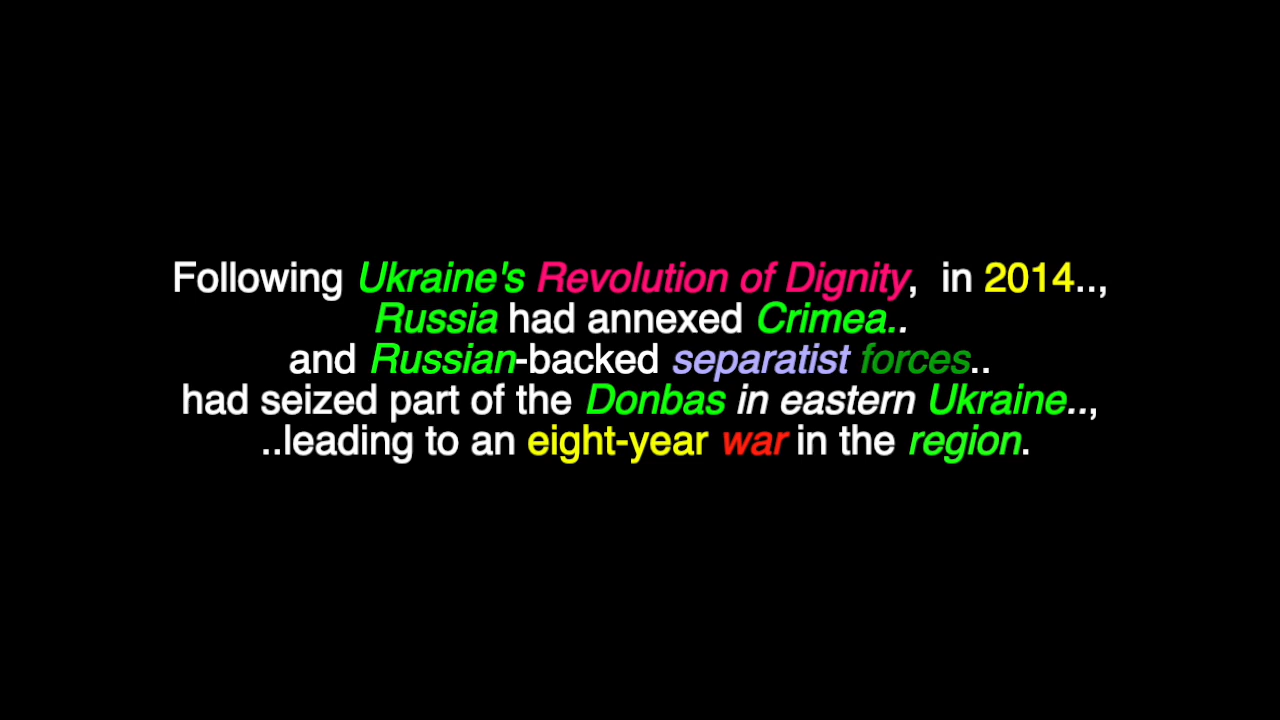 Following Ukraine's Revolution of Dignity,  in 2014..,
Russia had annexed Crimea..
and Russian-backed separatist forces..
had seized part of the Donbas in eastern Ukraine..,
..leading to an eight-year war in the region.